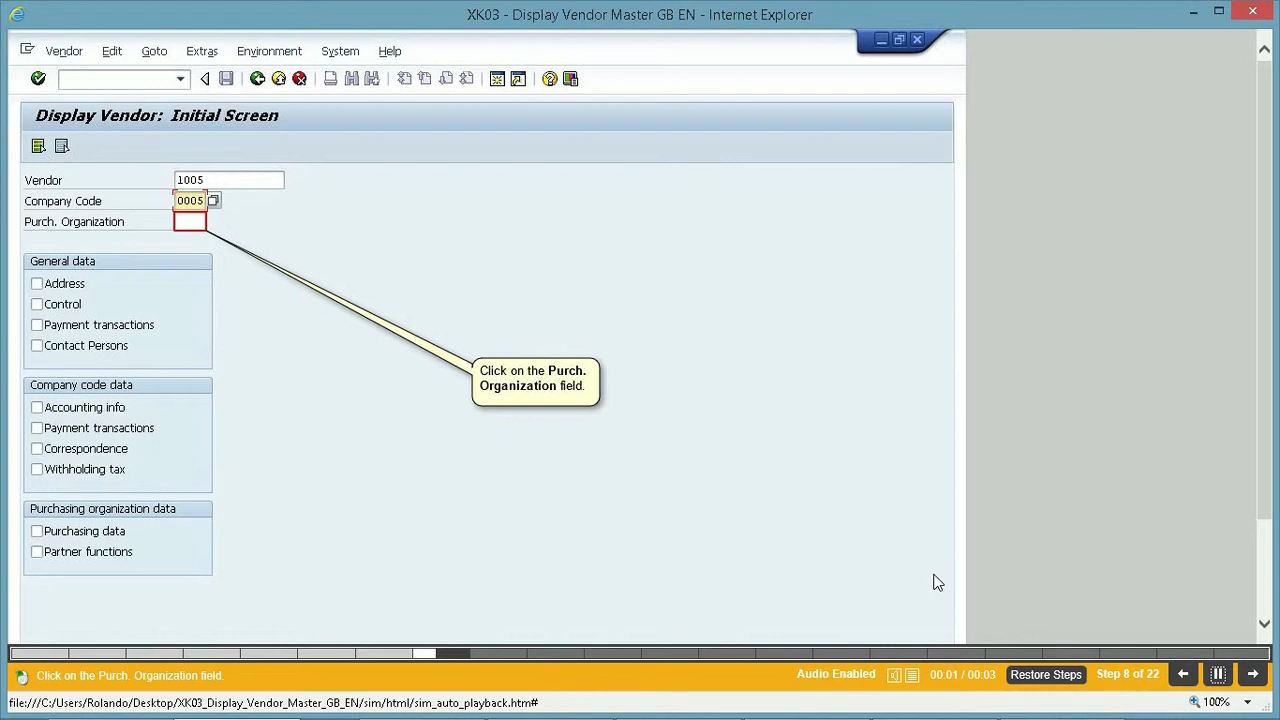 XK03 - Display Vendor Master GB EN - Internet Explorer
Vendor Edit Goto Extras Environment System Help
Display Vendor: Initial Screen
Vendor 1005
Company Code 0005
Purch. Organization
General data
Address
Control
Payment transactions
Contact Persons
Click on the Purch.
Organization field.
Company code data
Accounting info
Payment transactions
Correspondence
Withholding tax
Purchasing organization data
Purchasing data
Partner functions
Click on the Purch. Organization field. Audio Enabled 00:01 / 00:03 Restore Steps Step 8 of 22
file:///C:/Users/Rolando/Desktop/XK03_Display_Vendor_Master_GB_EN/sim/html/sim_auto_playback.htm# 100%